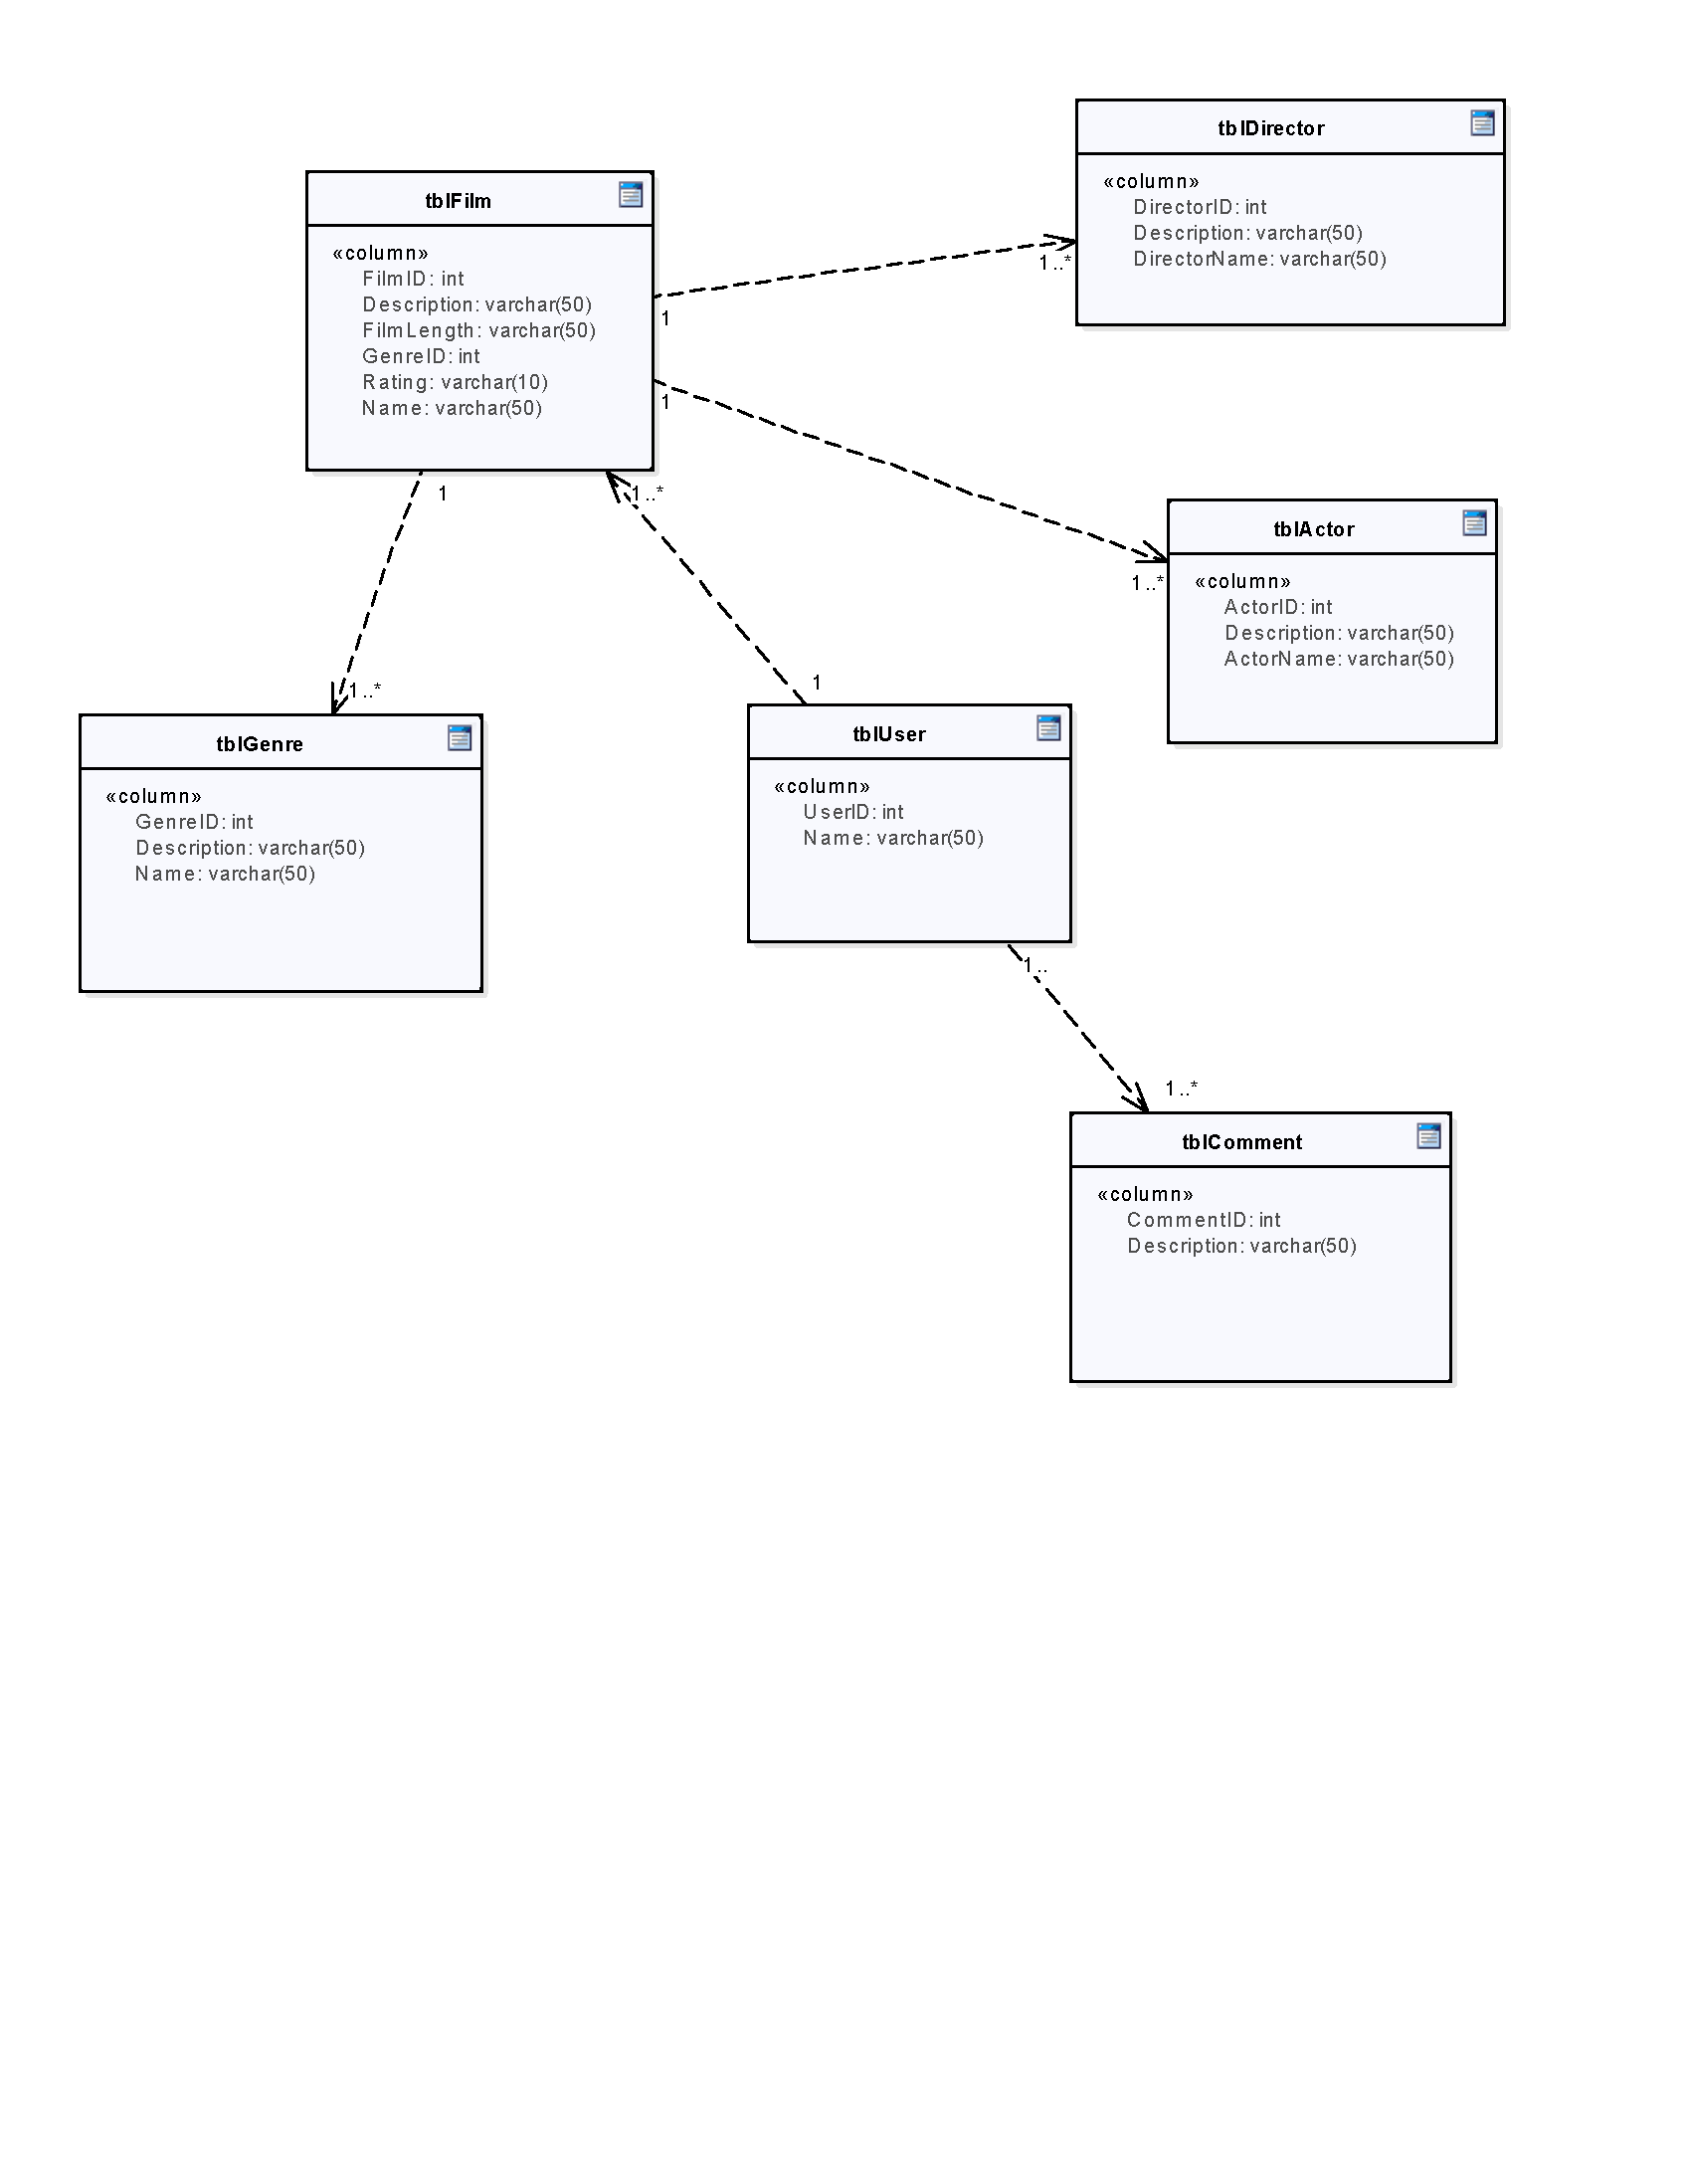 tblDirector
«column»
DirectorID: int
Description: varchar(50)
DirectorName: varchar(50)
tblFilm
«column»
FilmID: int
Description: varchar(50)
FilmLength: varchar(50)
GenreID: int
Rating: varchar(10)
Name: varchar(50)
1..*
1
1
1
1..*
tblActor
«column»
ActorID: int
Description: varchar(50)
ActorName: varchar(50)
1..*
1..*
1
tblGenre
«column»
GenreID: int
Description: varchar(50)
Name: varchar(50)
tblUser
«column»
UserID: int
Name: varchar(50)
1..
1..*
tblComment
«column»
CommentID: int
Description: varchar(50)